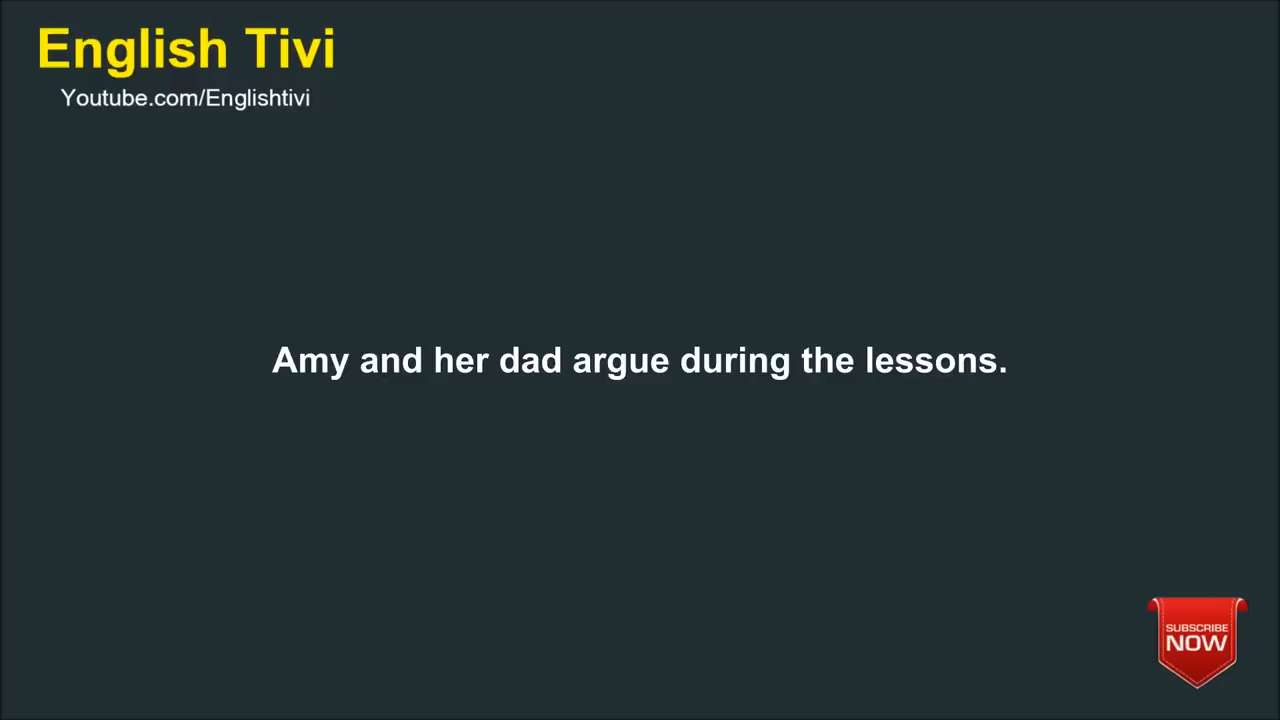 English Tivi
Youtube.com/Englishtivi
Amy and her dad argue during the lessons.
SUBSCRIBE
NOW